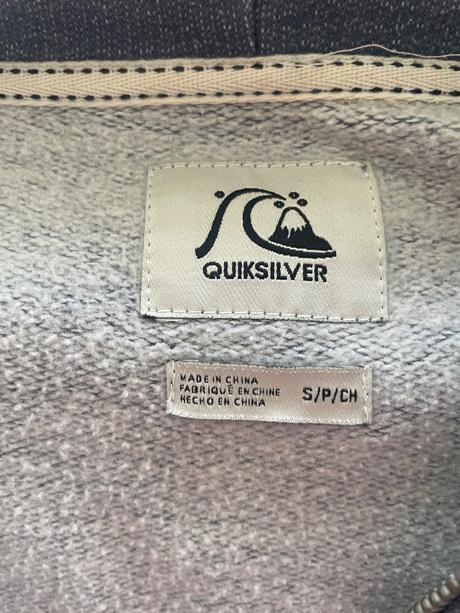 QUIKSILVER
MADE IN CHINA
FABRIQUÉ EN CHINE
HECHO EN CHINA
S/P/CH